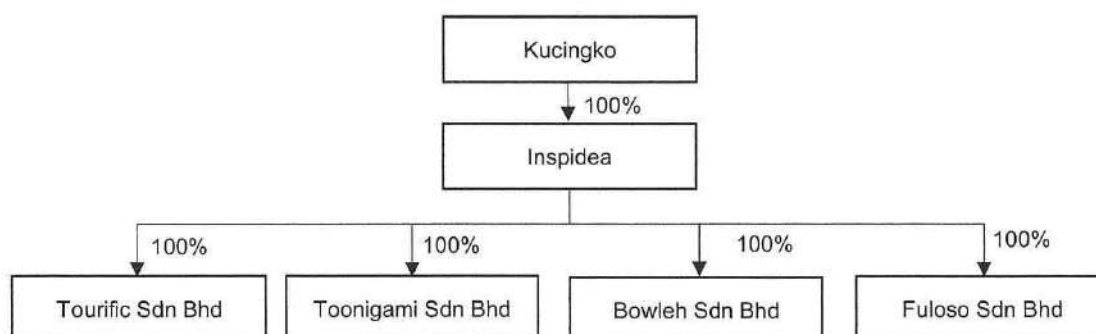 Kucingko
100%
Inspidea
100%
100%
100%
100%
Tourific Sdn Bhd
Toonigami Sdn Bhd
Bowleh Sdn Bhd
Fuloso Sdn Bhd